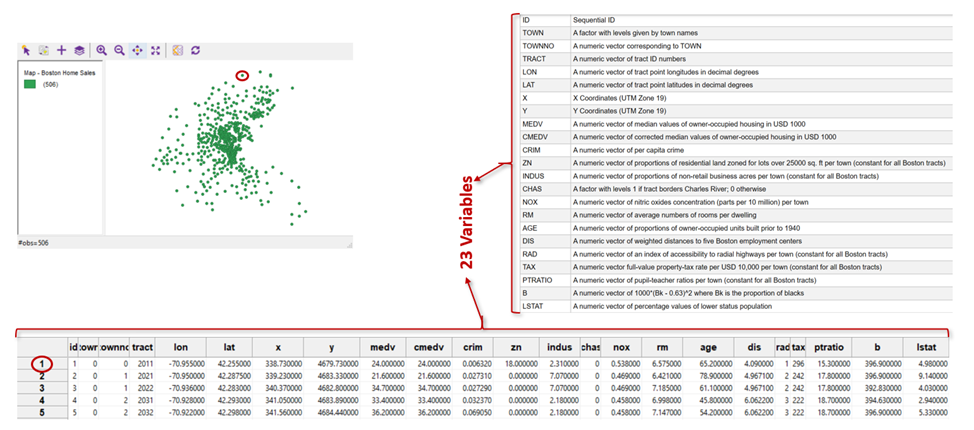 Map - Boston Home Sales
(506)
#obs=506
ID Sequential ID
TOWN A factor with levels given by town names
TOWNNO A numeric vector corresponding to TOWN
TRACT A numeric vector of tract ID numbers
LON A numeric vector of tract point longitudes in decimal degrees
LAT A numeric vector of tract point latitudes in decimal degrees
X X Coordinates (UTM Zone 19)
Y Y Coordinates (UTM Zone 19)
MEDV A numeric vector of median values of owner-occupied housing in USD 1000
CMEDV A numeric vector of corrected median values of owner-occupied housing in USD 1000
CRIM A numeric vector of per capita crime
ZN A numeric vector of proportions of residential land zoned for lots over 25000 sq. ft per town (constant for all Boston tracts)
INDUS A numeric vector of proportions of non-retail business acres per town (constant for all Boston tracts)
CHAS A factor with levels 1 if tract borders Charles River; 0 otherwise
NOX A numeric vector of nitric oxides concentration (parts per 10 million) per town
RM A numeric vector of average numbers of rooms per dwelling
AGE A numeric vector of proportions of owner-occupied units built prior to 1940
DIS A numeric vector of weighted distances to five Boston employment centers
RAD A numeric vector of an index of accessibility to radial highways per town (constant for all Boston tracts)
TAX A numeric vector full-value property-tax rate per USD 10,000 per town (constant for all Boston tracts)
PTRATIO A numeric vector of pupil-teacher ratios per town (constant for all Boston tracts)
B A numeric vector of 1000*(Bk - 0.63)^2 where Bk is the proportion of blacks
LSTAT A numeric vector of percentage values of lower status population
23 Variables
id town ownno tract lon lat x y medv cmedv crim zn indus chas nox rm age dis rad tax ptratio b lstat
1 1 0 0 2011 -70.955000 42.255000 338.730000 4679.730000 24.000000 24.000000 0.006320 18.000000 2.310000 0 0.538000 6.575000 65.200000 4.090000 1 296 15.300000 396.900000 4.980000
2 2 0 1 2021 -70.950000 42.287500 339.230000 4683.330000 21.600000 21.600000 0.027310 0.000000 7.070000 0 0.469000 6.421000 78.900000 4.967100 2 242 17.800000 396.900000 9.140000
3 3 0 1 2022 -70.936000 42.283000 340.370000 4682.800000 34.700000 34.700000 0.027290 0.000000 7.070000 0 0.469000 7.185000 61.100000 4.967100 2 242 17.800000 392.830000 4.030000
4 4 0 2 2031 -70.928000 42.293000 341.050000 4683.890000 33.400000 33.400000 0.032370 0.000000 2.180000 0 0.458000 6.998000 45.800000 6.062200 3 222 18.700000 394.630000 2.940000
5 5 0 2 2032 -70.922000 42.298000 341.560000 4684.440000 36.200000 36.200000 0.069050 0.000000 2.180000 0 0.458000 7.147000 54.200000 6.062200 3 222 18.700000 396.900000 5.330000